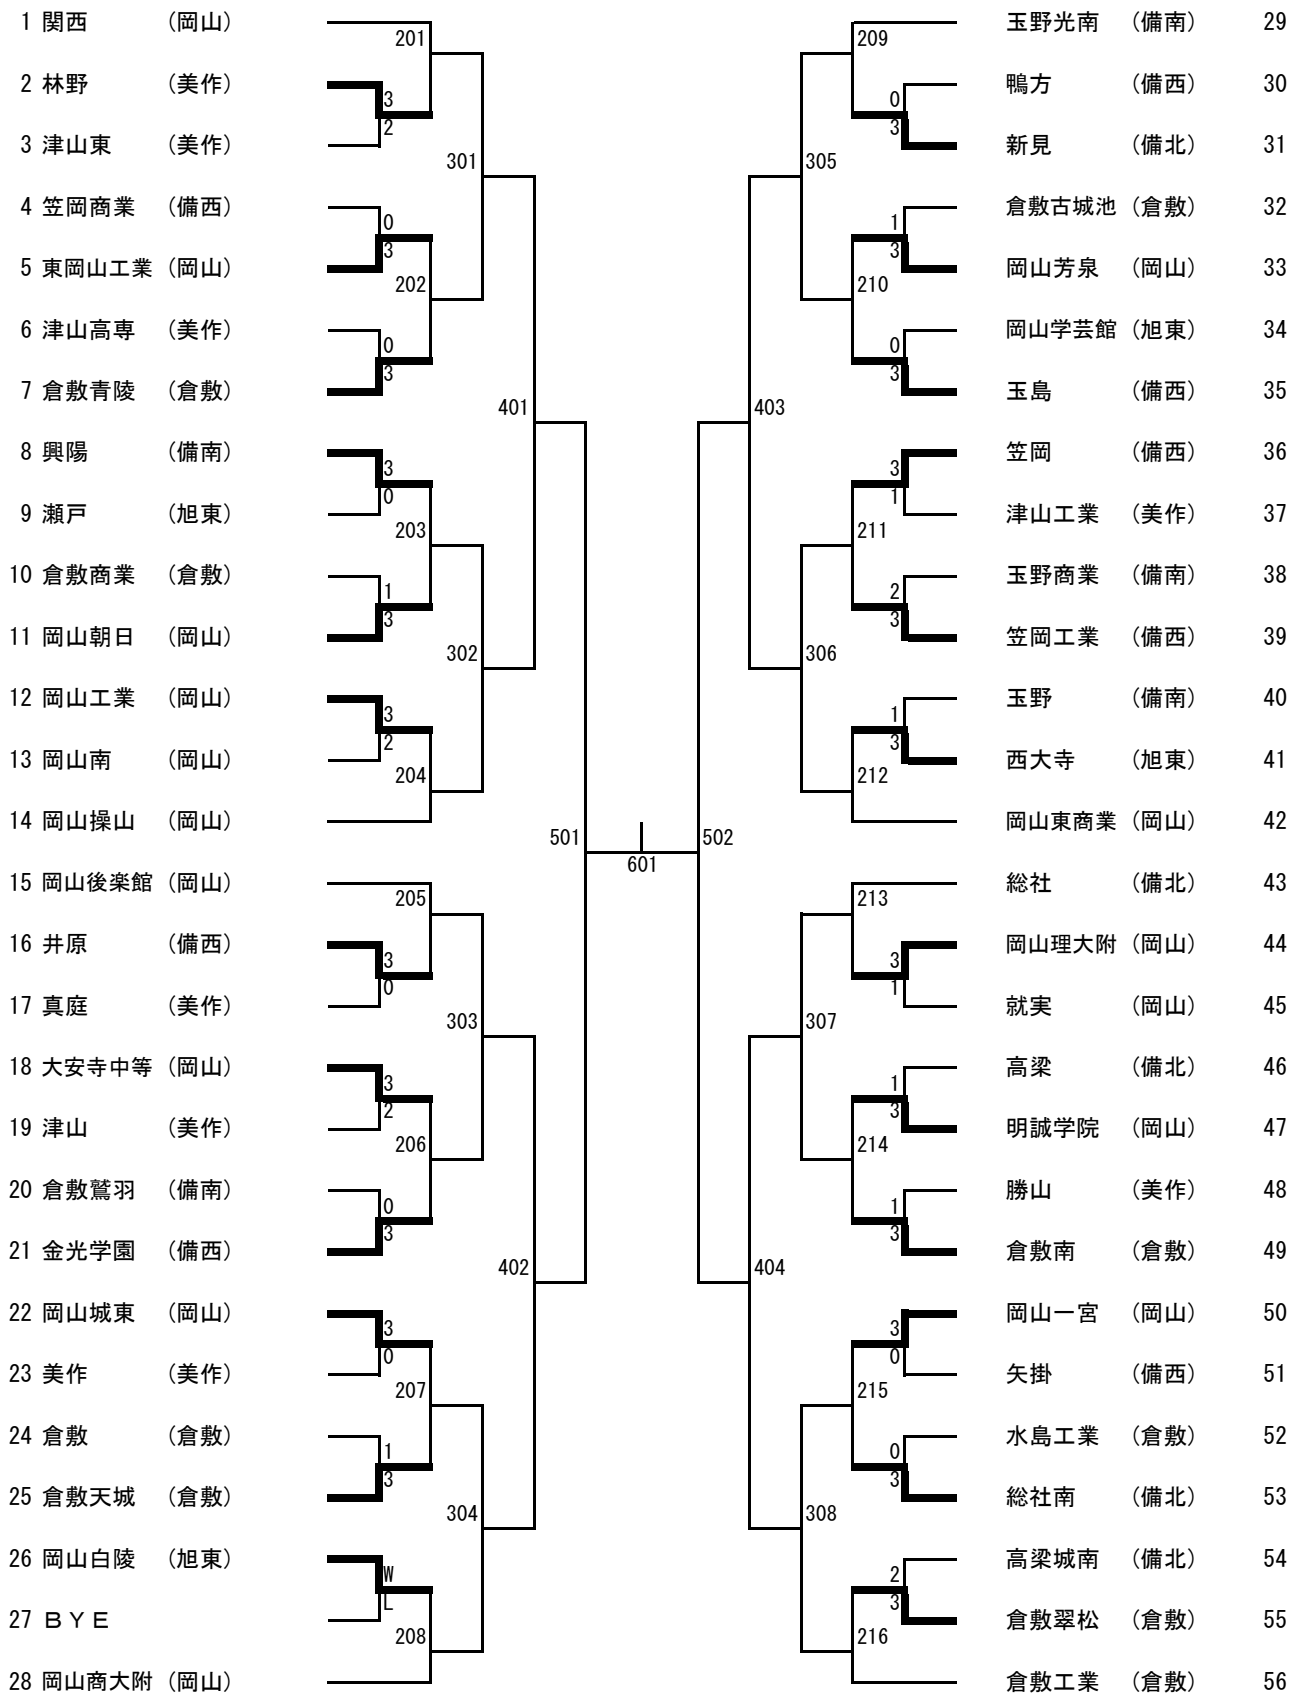 1 関西 (岡山) 201 209 玉野光南 (備南) 29
2 林野 (美作) 3 0 鴨方 (備西) 30
2 3
3 津山東 (美作) 301 305 新見 (備北) 31
4 笠岡商業 (備西) 0 1 倉敷古城池 (倉敷) 32
3 3
5 東岡山工業 (岡山) 202 210 岡山芳泉 (岡山) 33
6 津山高専 (美作) 0 0 岡山学芸館 (旭東) 34
3 3
7 倉敷青陵 (倉敷) 401 403 玉島 (備西) 35
8 興陽 (備南) 3 3 笠岡 (備西) 36
0 1
9 瀬戸 (旭東) 203 211 津山工業 (美作) 37
10 倉敷商業 (倉敷) 1 2 玉野商業 (備南) 38
3 3
11 岡山朝日 (岡山) 302 306 笠岡工業 (備西) 39
12 岡山工業 (岡山) 3 1 玉野 (備南) 40
2 3
13 岡山南 (岡山) 204 212 西大寺 (旭東) 41
14 岡山操山 (岡山) 501 502 岡山東商業 (岡山) 42
601
15 岡山後楽館 (岡山) 205 213 総社 (備北) 43
16 井原 (備西) 3 3 岡山理大附 (岡山) 44
0 1
17 真庭 (美作) 303 307 就実 (岡山) 45
18 大安寺中等 (岡山) 3 1 高梁 (備北) 46
2 3
19 津山 (美作) 206 214 明誠学院 (岡山) 47
20 倉敷鷲羽 (備南) 0 1 勝山 (美作) 48
3 3
21 金光学園 (備西) 402 404 倉敷南 (倉敷) 49
22 岡山城東 (岡山) 3 3 岡山一宮 (岡山) 50
0 0
23 美作 (美作) 207 215 矢掛 (備西) 51
24 倉敷 (倉敷) 1 0 水島工業 (倉敷) 52
3 3
25 倉敷天城 (倉敷) 304 308 総社南 (備北) 53
26 岡山白陵 (旭東) W 2 高梁城南 (備北) 54
L 3
27 ＢＹＥ 208 216 倉敷翠松 (倉敷) 55
28 岡山商大附 (岡山) 倉敷工業 (倉敷) 56